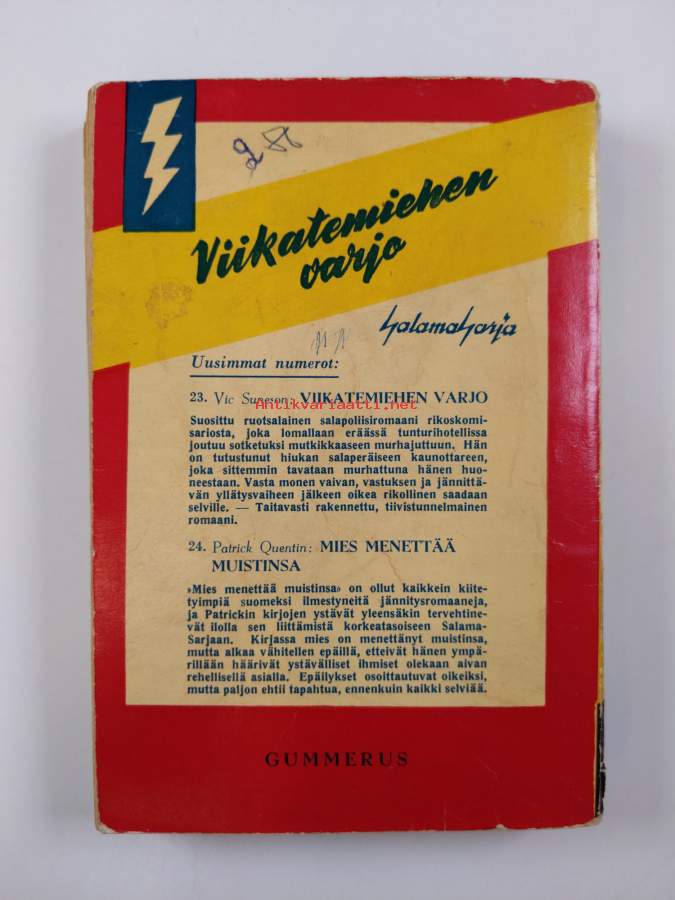 Viikatemiehen
varjo
Salamasarja
Uusimmat numerot:
23. Vic Suneson: VIIKATEMIEHEN VARJO
Antikvariaatti.net
Suosittu ruotsalainen salapoliisiromaani rikoskomi-
sariosta, joka lomallaan eräässä tunturihotellissa
joutuu sotketuksi mutkikkaaseen murhajuttuun. Hän
on tutustunut hiukan salaperäiseen kaunottareen,
joka sittemmin tavataan murhattuna hänen huo-
neestaan. Vasta monen vaivan, vastuksen ja jännittä-
vän yllätysvaiheen jälkeen oikea rikollinen saadaan
selville. — Taitavasti rakennettu, tiivistunnelmainen
romaani.
24. Patrick Quentin: MIES MENETTÄÄ
MUISTINSA
»Mies menettää muistinsa» on ollut kaikkein kiite-
tyimpiä suomeksi ilmestyneitä jännitysromaaneja,
ja Patrickin kirjojen ystävät yleensäkin tervehtine-
vät ilolla sen liittämistä korkeatasoiseen Salama-
Sarjaan. Kirjassa mies on menettänyt muistinsa,
mutta alkaa vähitellen epäillä, etteivät hänen ympä-
rillään häärivät ystävälliset ihmiset olekaan aivan
rehellisellä asialla. Epäilykset osoittautuvat oikeiksi,
mutta paljon ehtii tapahtua, ennenkuin kaikki selviää.
GUMMERUS